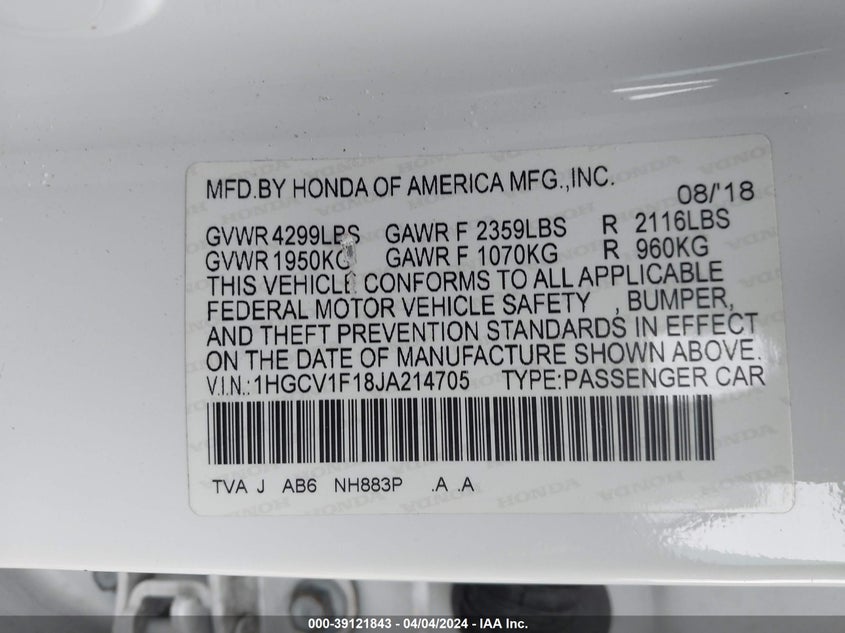 MFD.BY HONDA OF AMERICA MFG.,INC. 08/'18
GVWR 4299LBS GAWR F 2359LBS R 2116LBS
GVWR 1950KG GAWR F 1070KG R 960KG
THIS VEHICLE CONFORMS TO ALL APPLICABLE
FEDERAL MOTOR VEHICLE SAFETY , BUMPER,
AND THEFT PREVENTION STANDARDS IN EFFECT
ON THE DATE OF MANUFACTURE SHOWN ABOVE.
V.I.N.: 1HGCV1F18JA214705 TYPE:PASSENGER CAR
TVA J AB6 NH883P .A .A
000-39121843 - 04/04/2024 - IAA Inc.